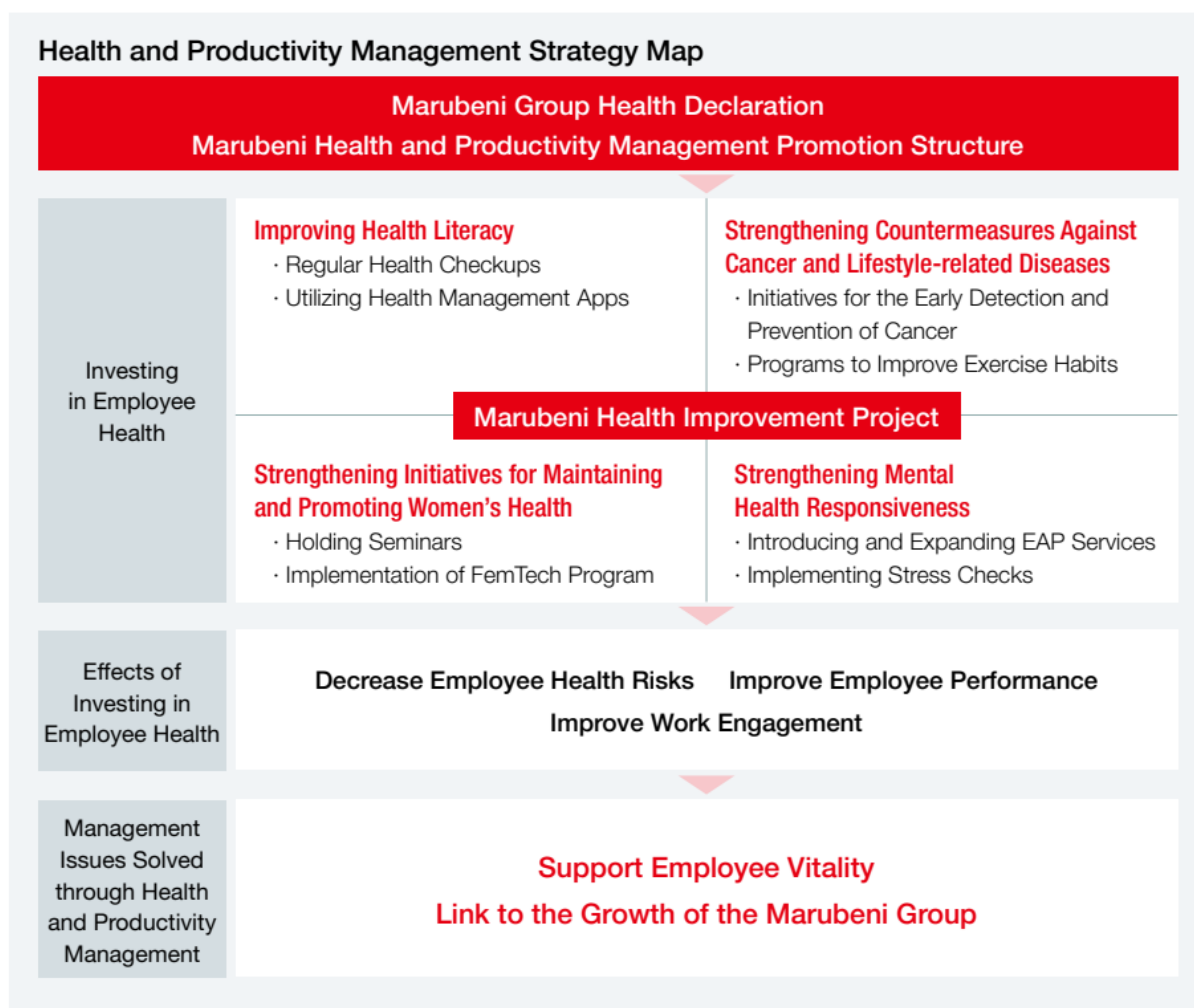 Health and Productivity Management Strategy Map
Marubeni Group Health Declaration
Marubeni Health and Productivity Management Promotion Structure
Investing
in Employee
Health
Improving Health Literacy
· Regular Health Checkups
· Utilizing Health Management Apps
Strengthening Countermeasures Against
Cancer and Lifestyle-related Diseases
· Initiatives for the Early Detection and
Prevention of Cancer
· Programs to Improve Exercise Habits
Marubeni Health Improvement Project
Strengthening Initiatives for Maintaining
and Promoting Women’s Health
· Holding Seminars
· Implementation of FemTech Program
Strengthening Mental
Health Responsiveness
· Introducing and Expanding EAP Services
· Implementing Stress Checks
Effects of
Investing in
Employee Health
Decrease Employee Health Risks Improve Employee Performance
Improve Work Engagement
Management
Issues Solved
through Health
and Productivity
Management
Support Employee Vitality
Link to the Growth of the Marubeni Group